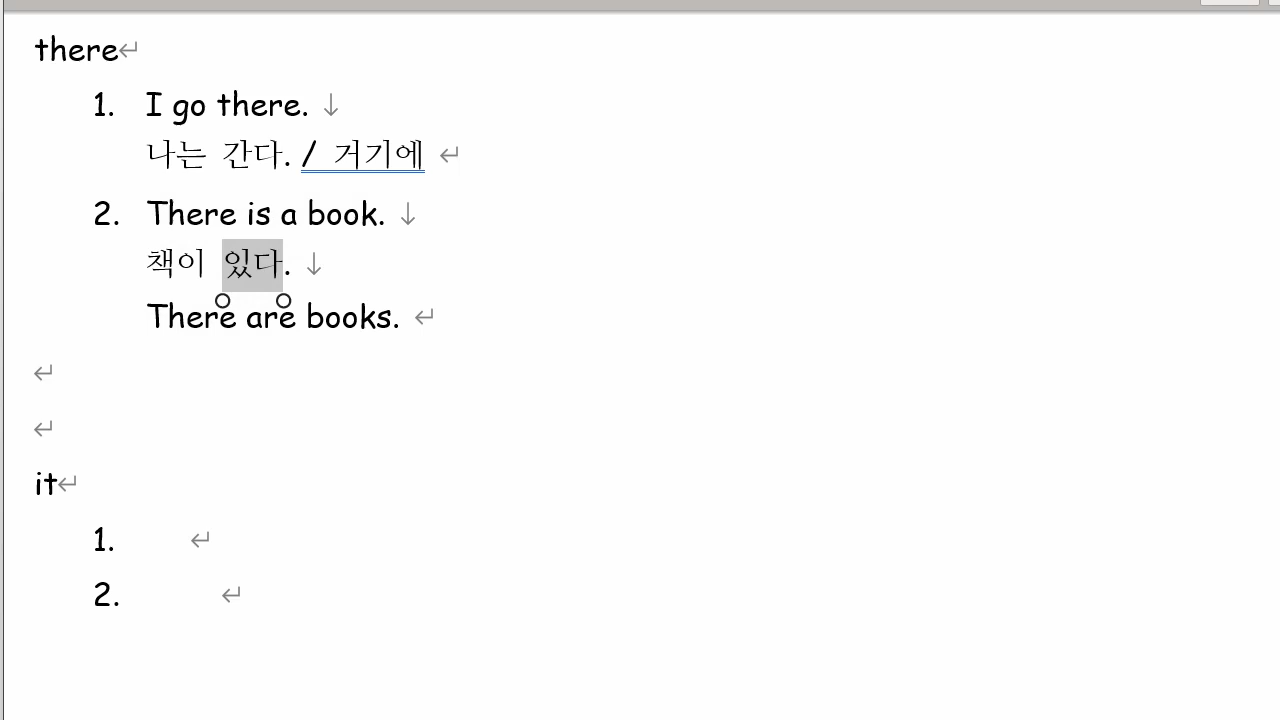 there
1. I go there.
나는 간다. / 거기에
2. There is a book.
책이 있다.
There are books.
it
1.
2.